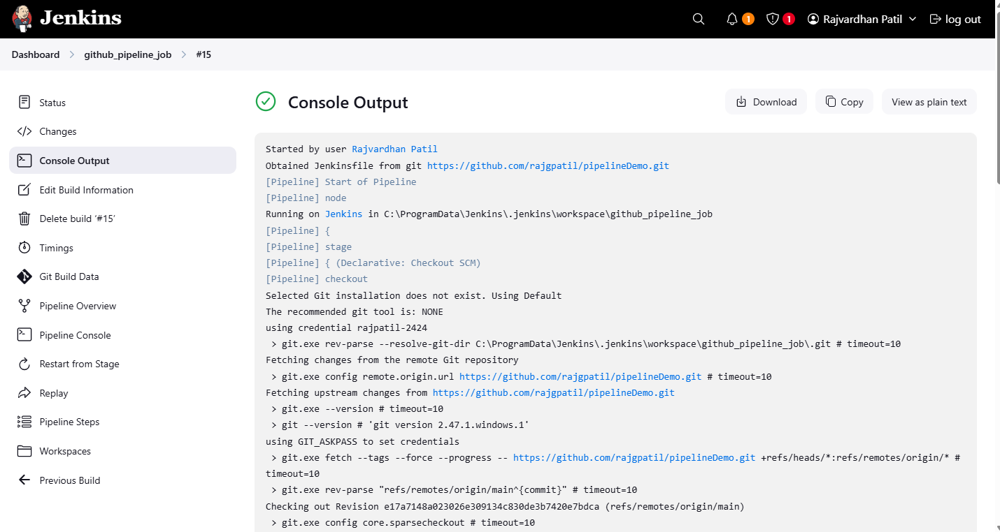 Jenkins
1
1
Rajvardhan Patil
log out
Dashboard
github_pipeline_job
#15
Status
Changes
Console Output
Edit Build Information
Delete build ‘#15’
Timings
Git Build Data
Pipeline Overview
Pipeline Console
Restart from Stage
Replay
Pipeline Steps
Workspaces
Previous Build
Console Output
Download
Copy
View as plain text
Started by user Rajvardhan Patil
Obtained Jenkinsfile from git https://github.com/rajgpatil/pipelineDemo.git
[Pipeline] Start of Pipeline
[Pipeline] node
Running on Jenkins in C:\ProgramData\Jenkins\.jenkins\workspace\github_pipeline_job
[Pipeline] {
[Pipeline] stage
[Pipeline] { (Declarative: Checkout SCM)
[Pipeline] checkout
Selected Git installation does not exist. Using Default
The recommended git tool is: NONE
using credential rajpatil-2424
> git.exe rev-parse --resolve-git-dir C:\ProgramData\Jenkins\.jenkins\workspace\github_pipeline_job\.git # timeout=10
Fetching changes from the remote Git repository
> git.exe config remote.origin.url https://github.com/rajgpatil/pipelineDemo.git # timeout=10
Fetching upstream changes from https://github.com/rajgpatil/pipelineDemo.git
> git.exe --version # timeout=10
> git --version # 'git version 2.47.1.windows.1'
using GIT_ASKPASS to set credentials
> git.exe fetch --tags --force --progress -- https://github.com/rajgpatil/pipelineDemo.git +refs/heads/*:refs/remotes/origin/* #
timeout=10
> git.exe rev-parse "refs/remotes/origin/main^{commit}" # timeout=10
Checking out Revision e17a7148a023026e309134c830de3b7420e7bdca (refs/remotes/origin/main)
> git.exe config core.sparsecheckout # timeout=10